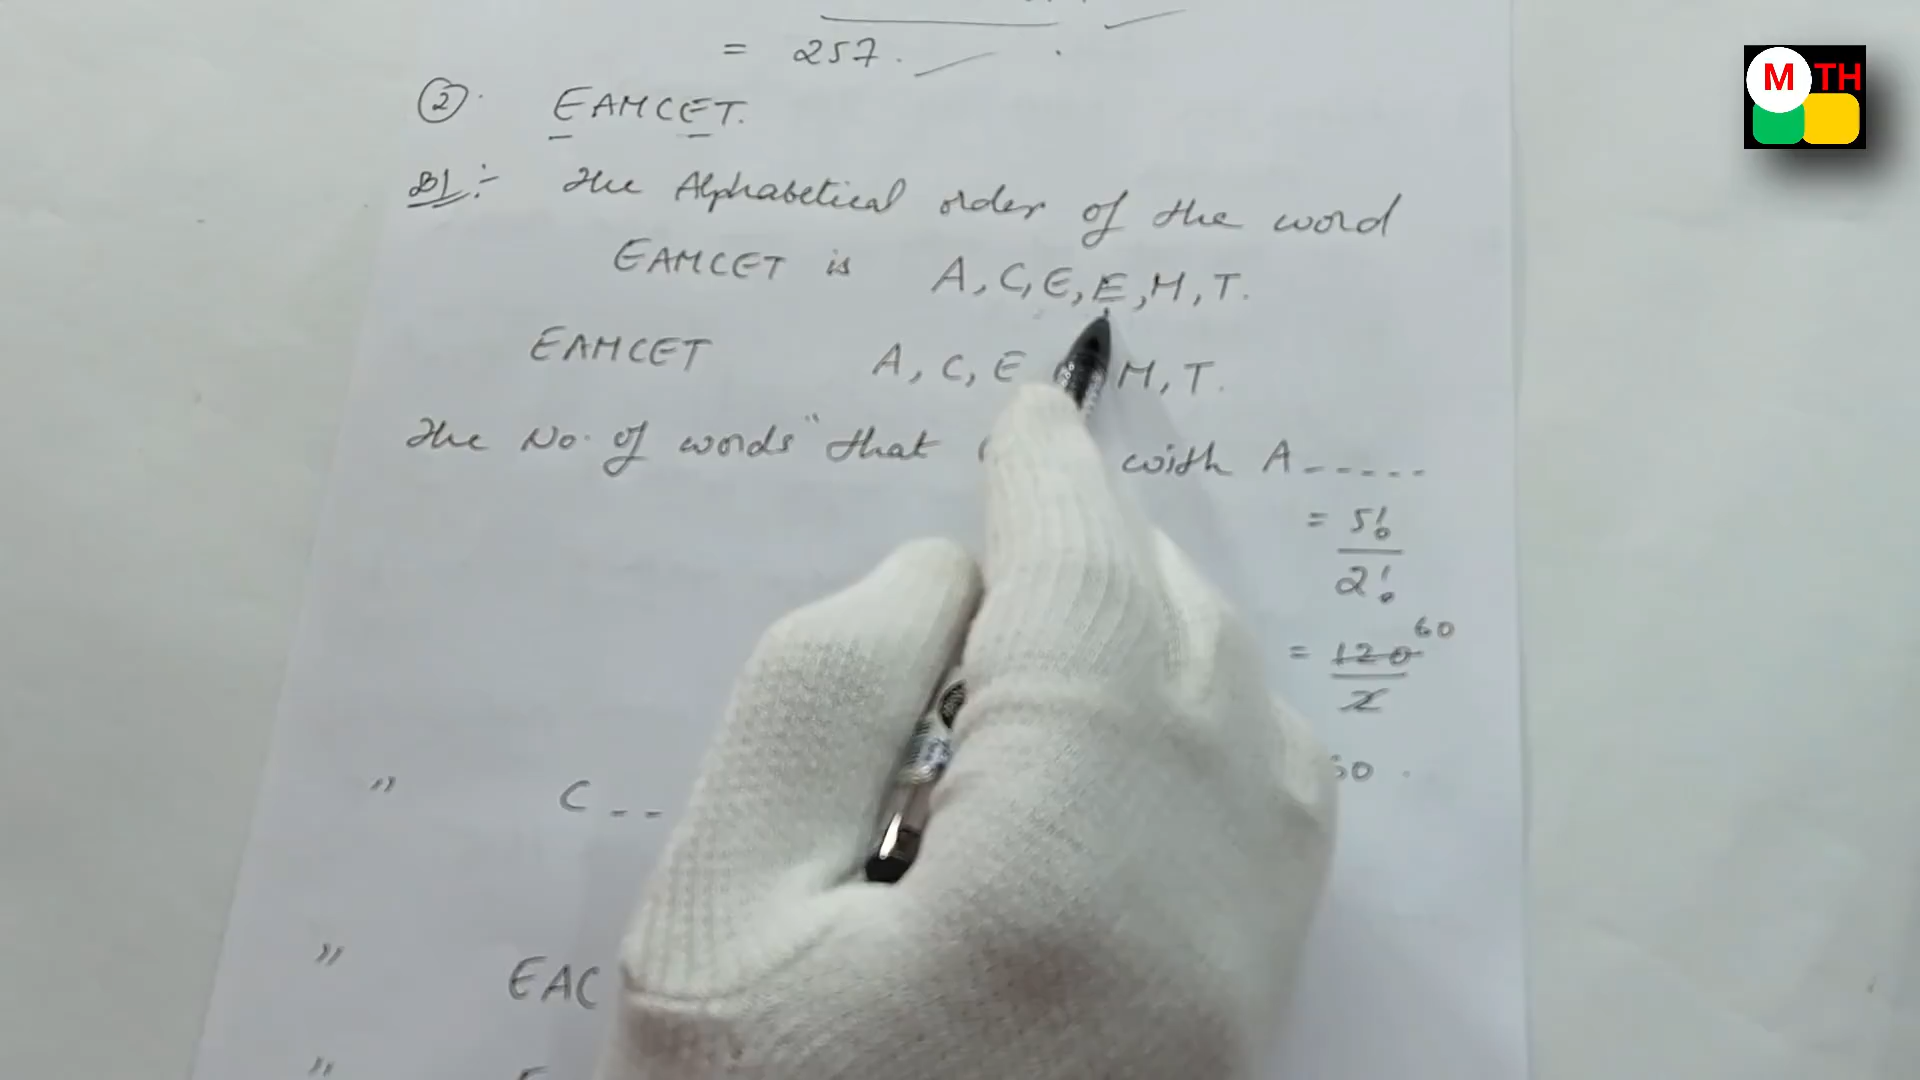 = 257.
② EAMCET.
Sol:- The Alphabetical order of the word
EAMCET is A, C, E, E, M, T.
EAMCET A, C, E M, T.
The No. of words "that with A-----
= 5!
2!
= 120 60
2
60.
" C --
" EAC
"
M TH